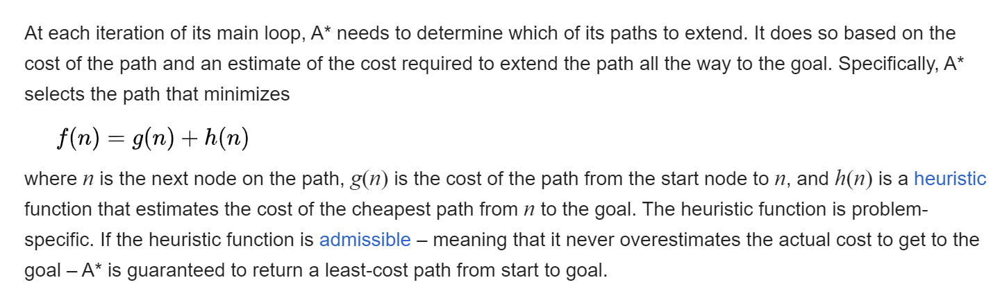 At each iteration of its main loop, A* needs to determine which of its paths to extend. It does so based on the
cost of the path and an estimate of the cost required to extend the path all the way to the goal. Specifically, A*
selects the path that minimizes
f(n) = g(n) + h(n)
where n is the next node on the path, g(n) is the cost of the path from the start node to n, and h(n) is a heuristic
function that estimates the cost of the cheapest path from n to the goal. The heuristic function is problem-
specific. If the heuristic function is admissible – meaning that it never overestimates the actual cost to get to the
goal – A* is guaranteed to return a least-cost path from start to goal.